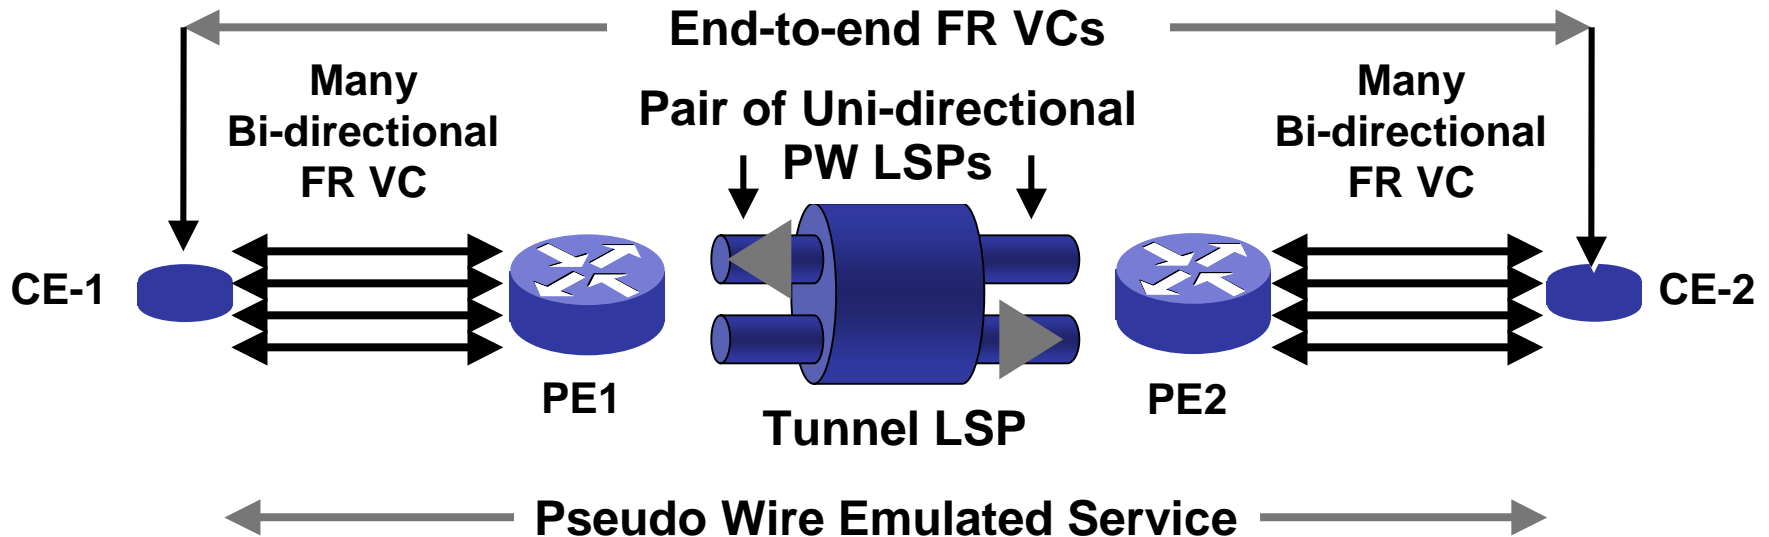 End-to-end FR VCs
Many
Bi-directional
FR VC
Pair of Uni-directional
PW LSPs
Many
Bi-directional
FR VC
CE-1
CE-2
PE1
PE2
Tunnel LSP
Pseudo Wire Emulated Service